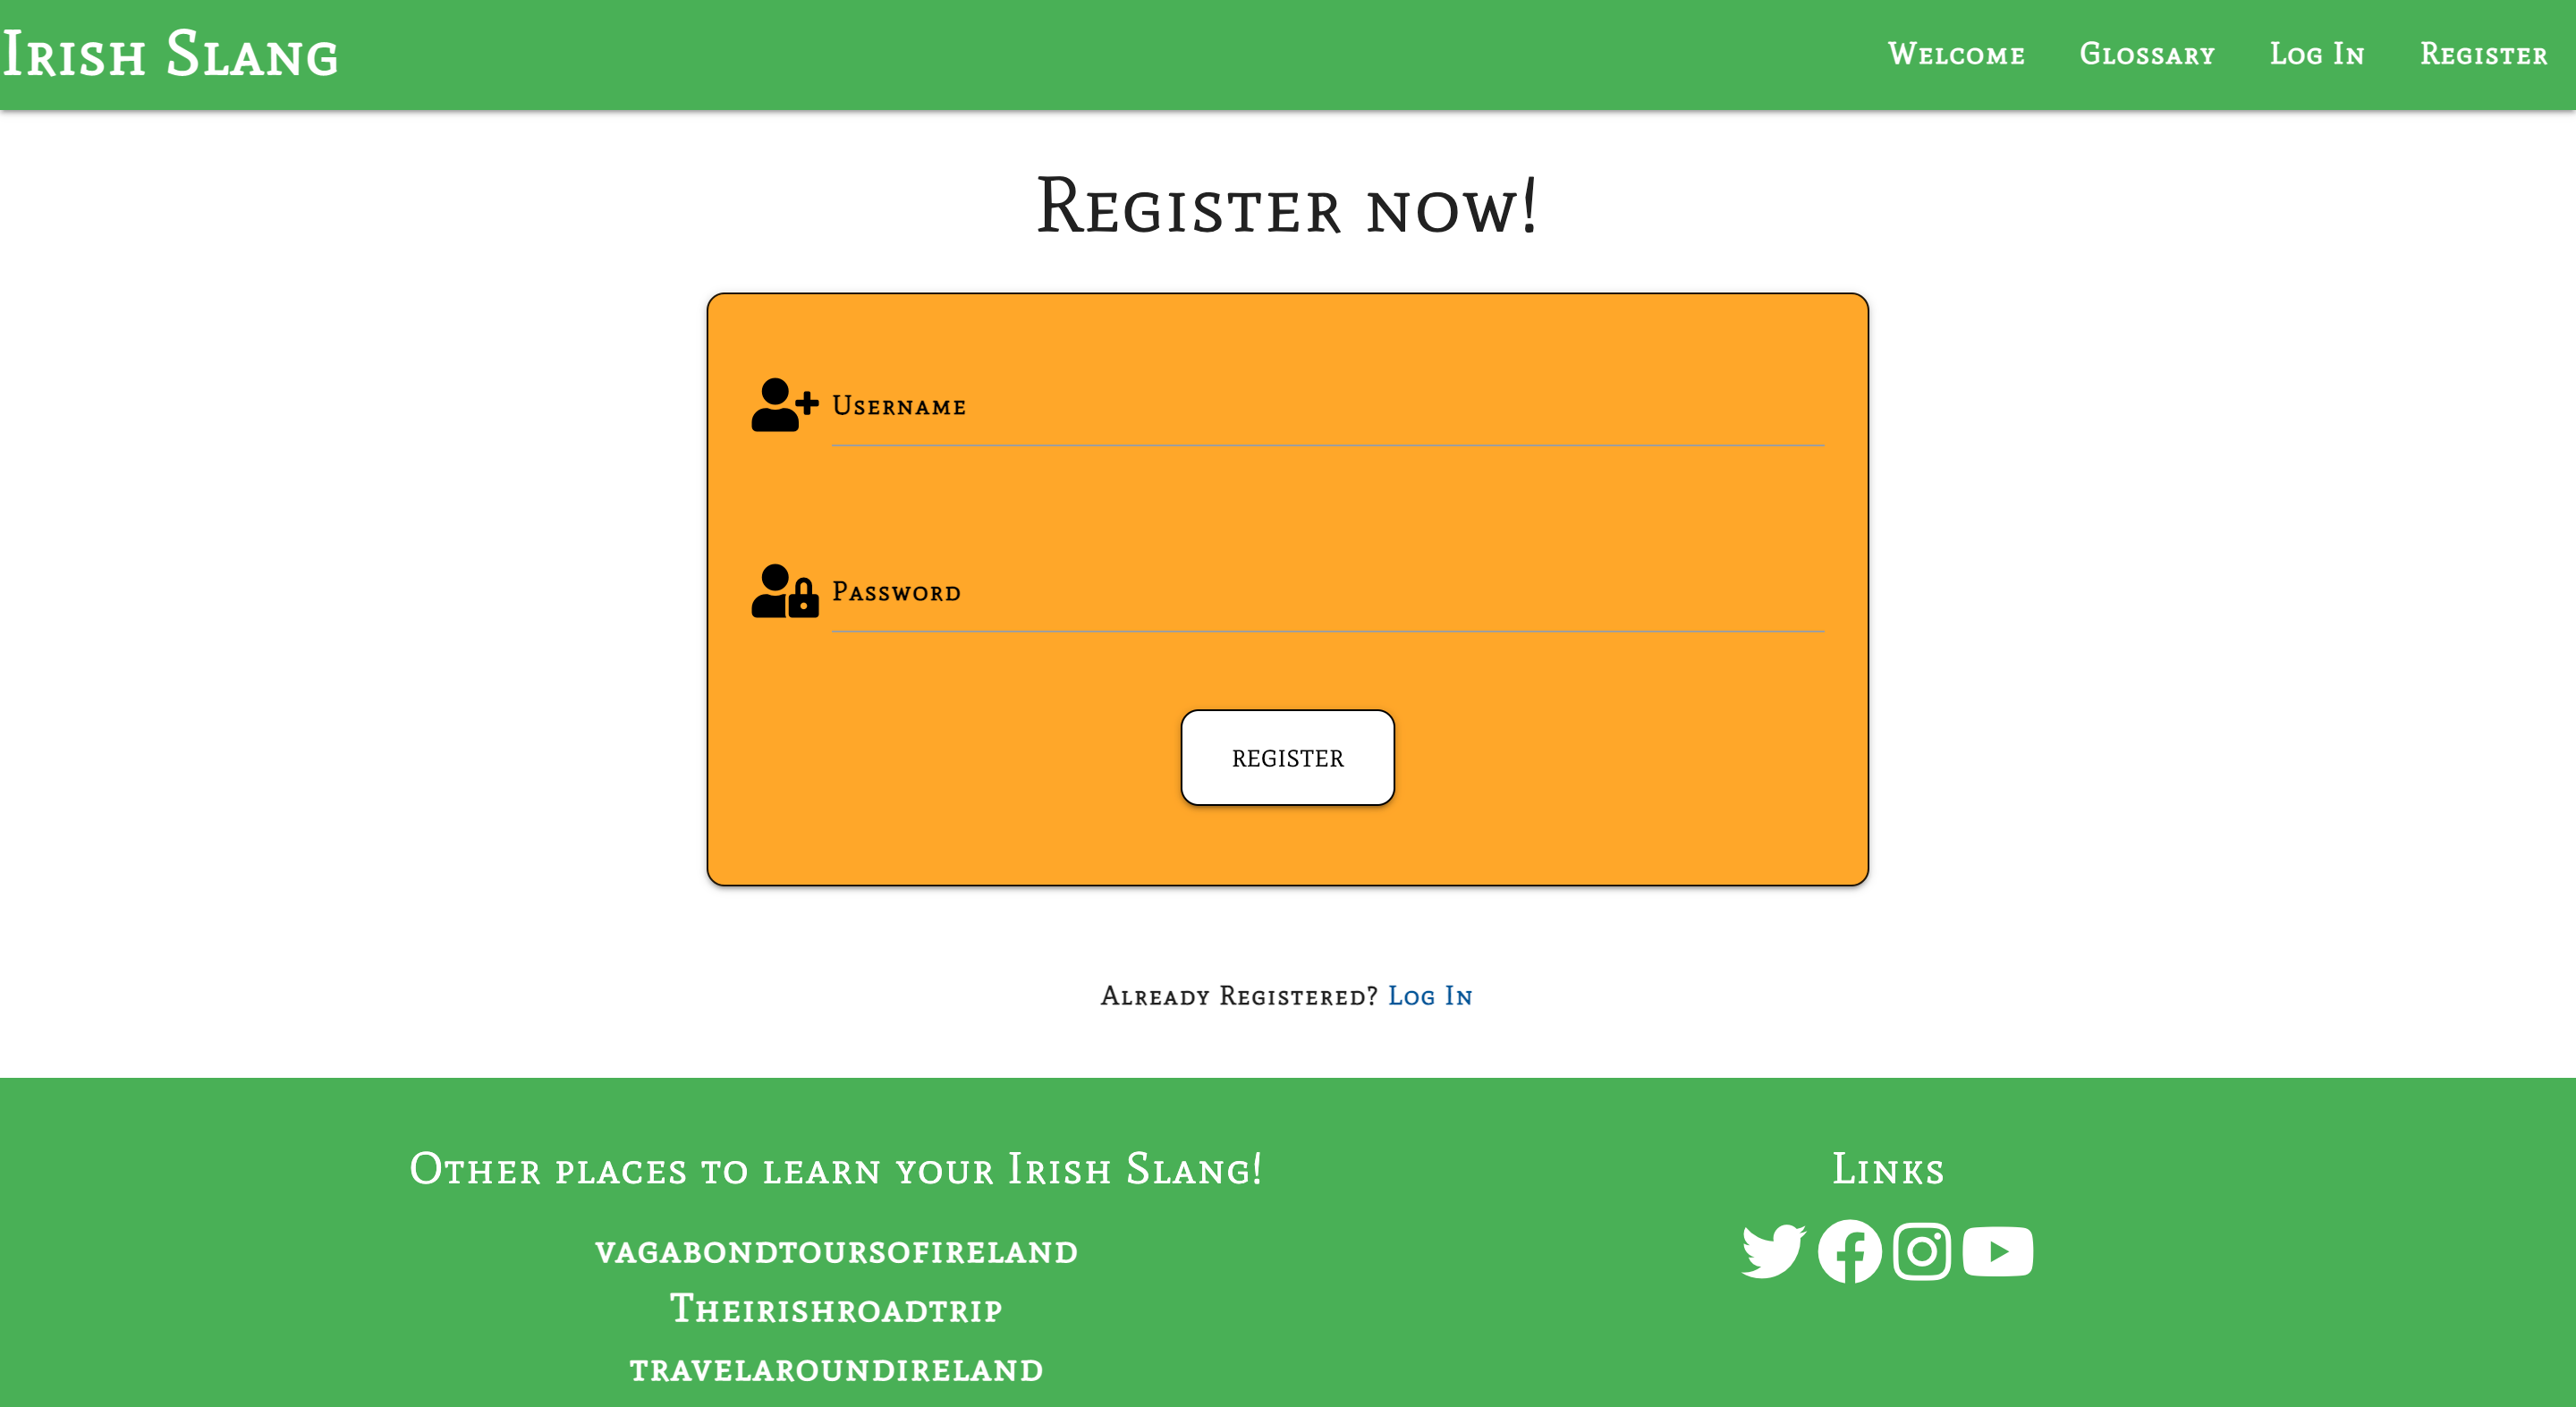 Irish Slang
Welcome Glossary Log In Register
Register now!
Username
Password
REGISTER
Already Registered? Log In
Other places to learn your Irish Slang!
vagabondtoursofireland
Theirishroadtrip
travelaroundireland
Links